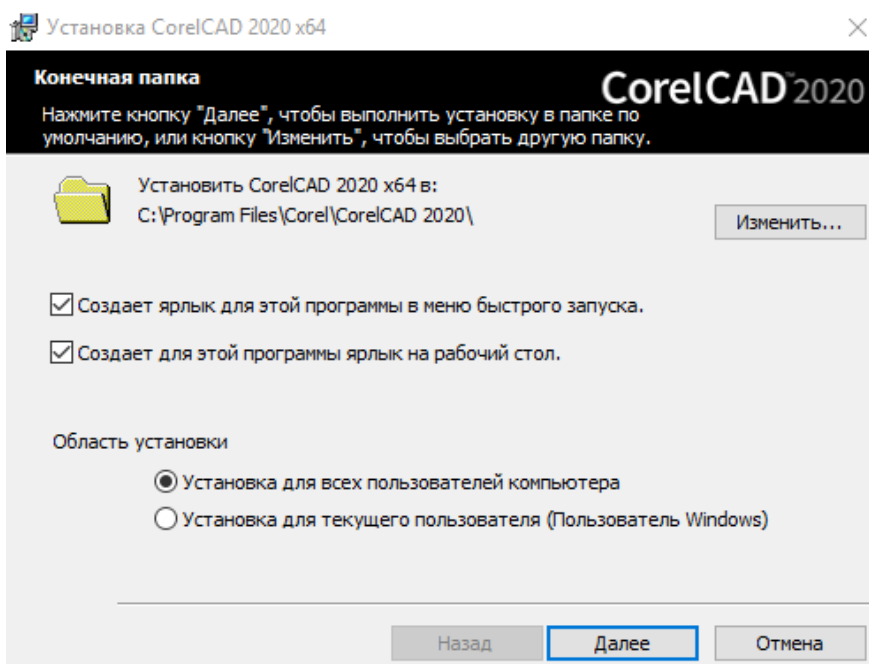 Установка CorelCAD 2020 x64
Конечная папка
CorelCAD™2020
Нажмите кнопку "Далее", чтобы выполнить установку в папке по
умолчанию, или кнопку "Изменить", чтобы выбрать другую папку.
Установить CorelCAD 2020 x64 в:
C:\Program Files\Corel\CorelCAD 2020\
Изменить...
Создает ярлык для этой программы в меню быстрого запуска.
Создает для этой программы ярлык на рабочий стол.
Область установки
Установка для всех пользователей компьютера
Установка для текущего пользователя (Пользователь Windows)
Назад
Далее
Отмена